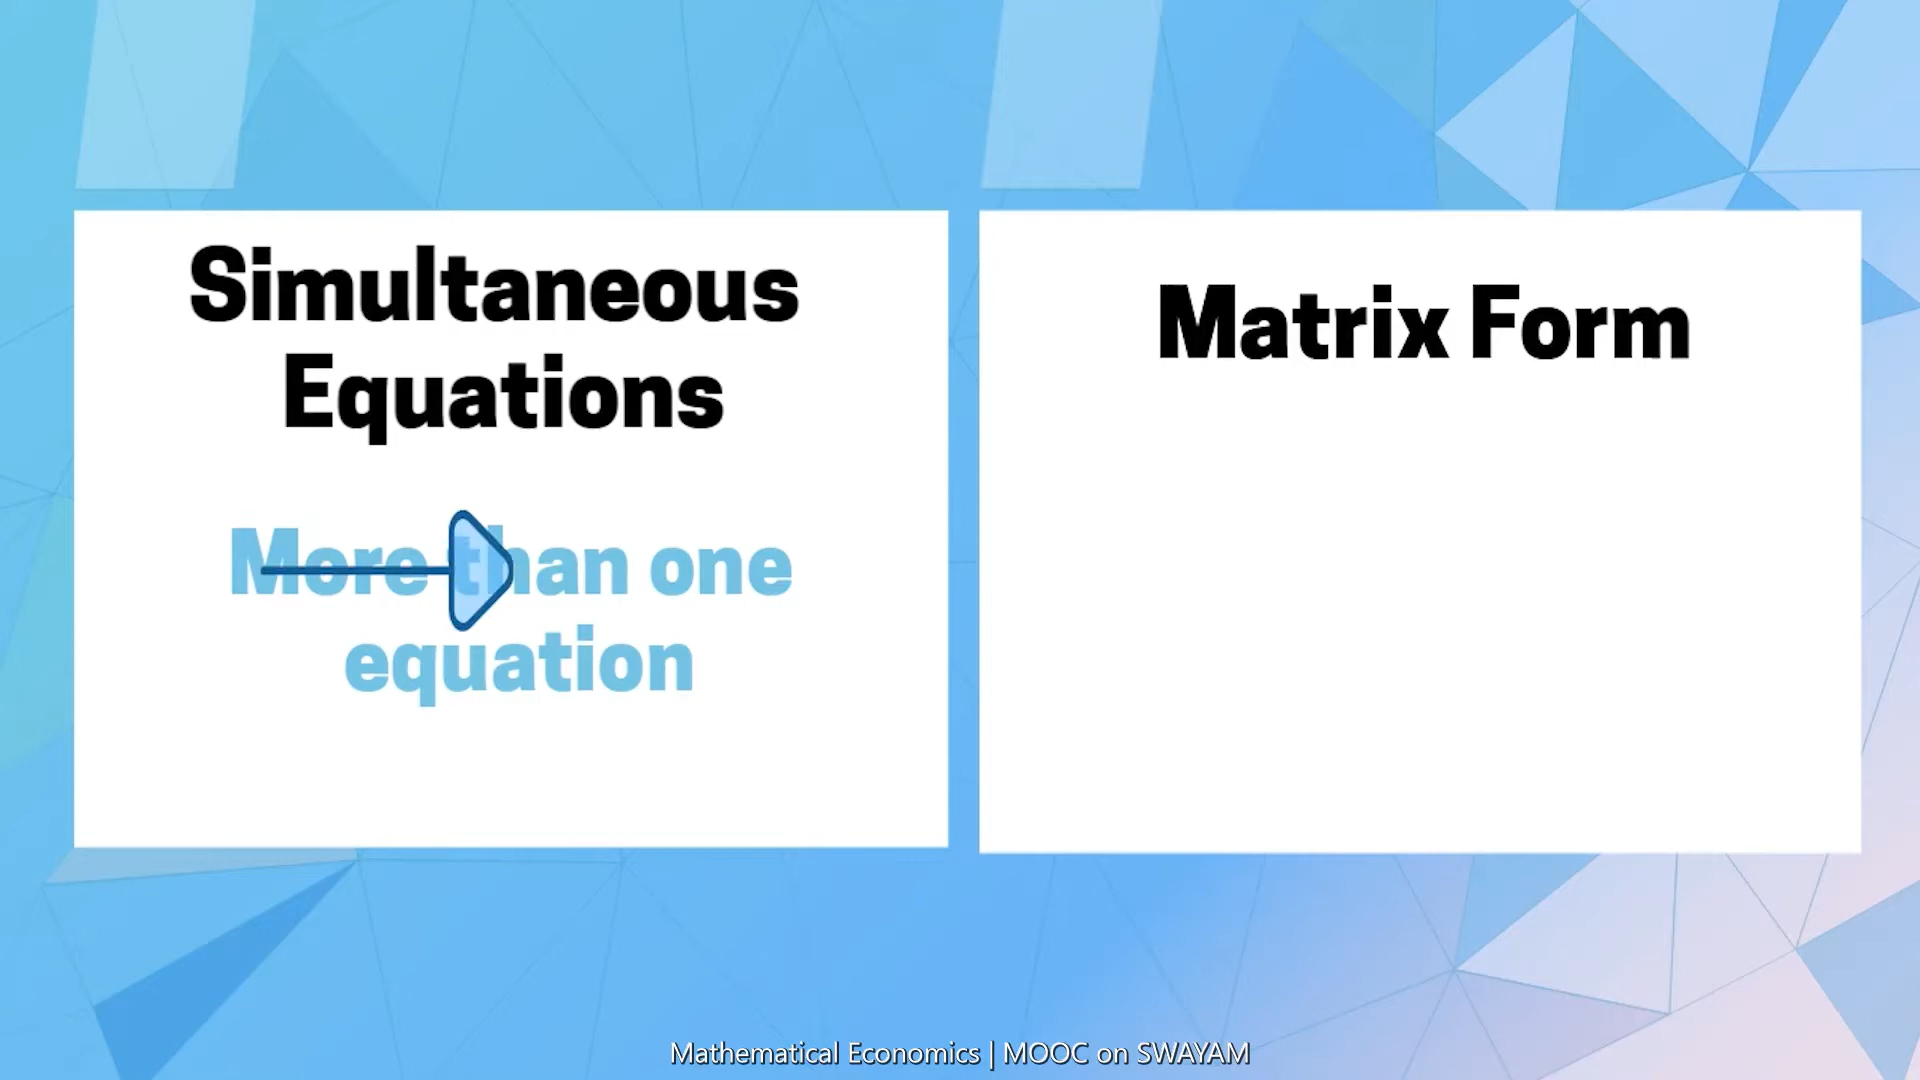 Simultaneous
Equations
More than one
equation
Matrix Form
Mathematical Economics | MOOC on SWAYAM